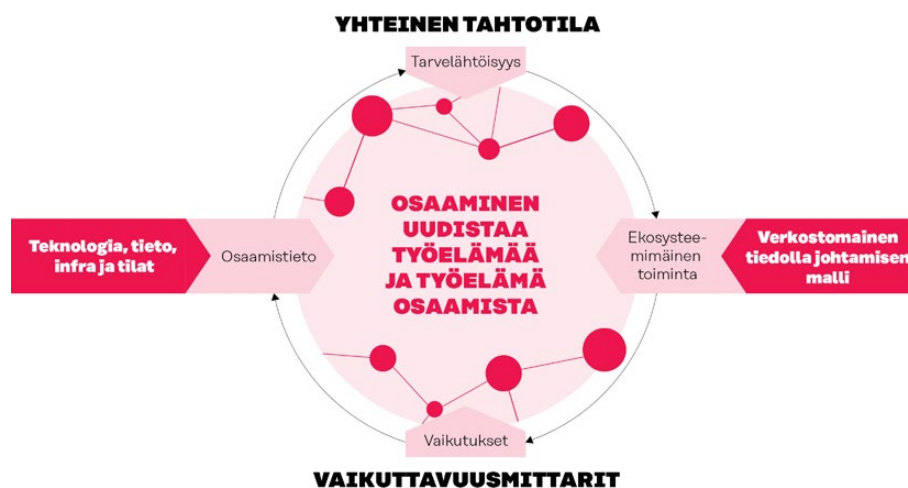 YHTEINEN TAHTOTILA
Tarvelähtöisyys
OSAAMINEN
UUDISTAA
TYÖELÄMÄÄ
JA TYÖELÄMÄ
OSAAMISTA
Teknologia, tieto,
infra ja tilat
Osaamistieto
Ekosystee-
mimäinen
toiminta
Verkostomainen
tiedolla johtamisen
malli
Vaikutukset
VAIKUTTAVUUSMITTARIT